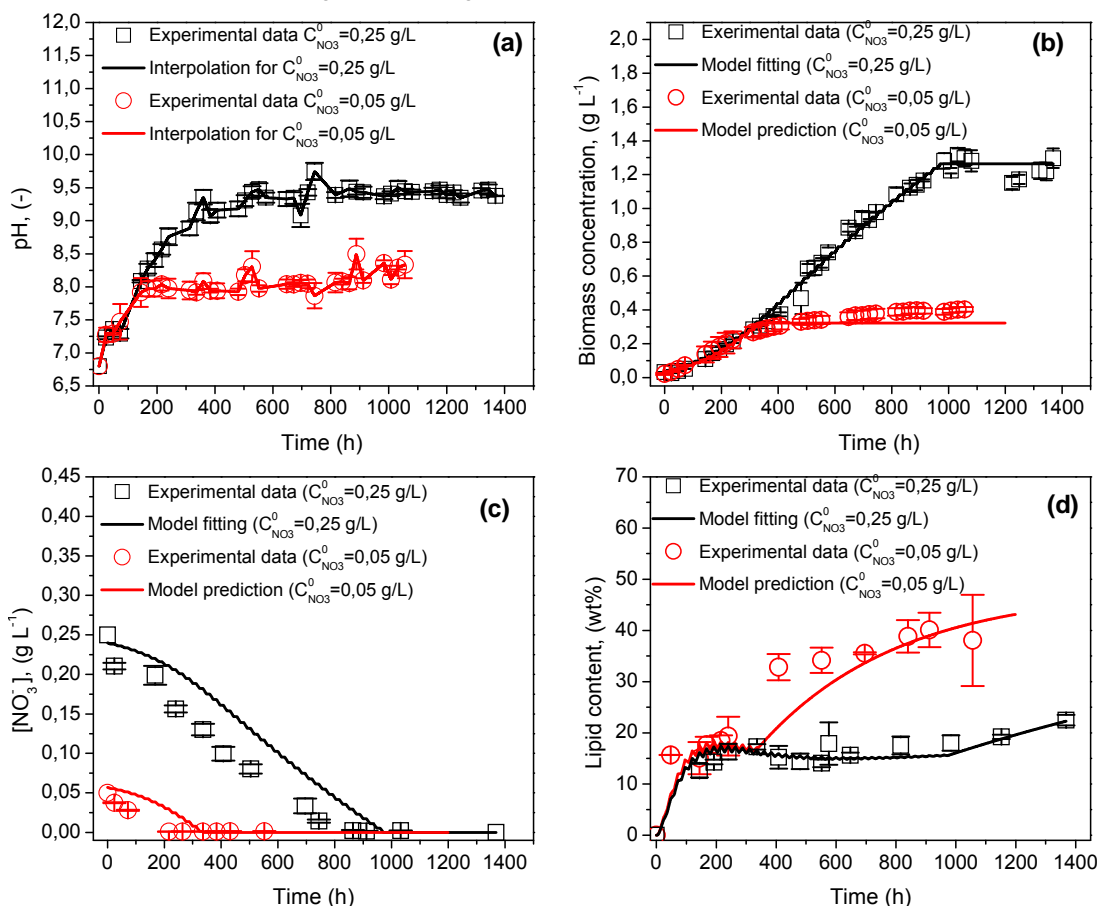 12,0
11,5
11,0
10,5
10,0
9,5
9,0
8,5
8,0
7,5
7,0
6,5
pH, (-)
Experimental data C⁰NO3=0,25 g/L
Interpolation for C⁰NO3=0,25 g/L
Experimental data C⁰NO3=0,05 g/L
Interpolation for C⁰NO3=0,05 g/L
(a)
0 200 400 600 800 1000 1200 1400
Time (h)
2,0
1,8
1,6
1,4
1,2
1,0
0,8
0,6
0,4
0,2
0,0
Biomass concentration, (g L⁻¹)
Exerimental data (C⁰NO3=0,25 g/L)
Model fitting (C⁰NO3=0,25 g/L)
Exerimental data (C⁰NO3=0,05 g/L)
Model prediction (C⁰NO3=0,05 g/L)
(b)
0 200 400 600 800 1000 1200 1400
Time (h)
0,45
0,40
0,35
0,30
0,25
0,20
0,15
0,10
0,05
0,00
[NO₃⁻], (g L⁻¹)
Experimental data (C⁰NO3=0,25 g/L)
Model fitting (C⁰NO3=0,25 g/L)
Experimental data (C⁰NO3=0,05 g/L)
Model prediction (C⁰NO3=0,05 g/L)
(c)
0 200 400 600 800 1000 1200 1400
Time (h)
70
60
50
40
30
20
10
0
Lipid content, (wt%)
Experimental data (C⁰NO3=0,25 g/L)
Model fitting (C⁰NO3=0,25 g/L)
Experimental data (C⁰NO3=0,05 g/L)
Model prediction (C⁰NO3=0,05 g/L)
(d)
0 200 400 600 800 1000 1200 1400
Time (h)